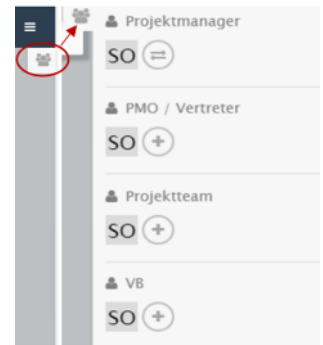 Projektmanager
SO
PMO / Vertreter
SO
Projektteam
SO
VB
SO